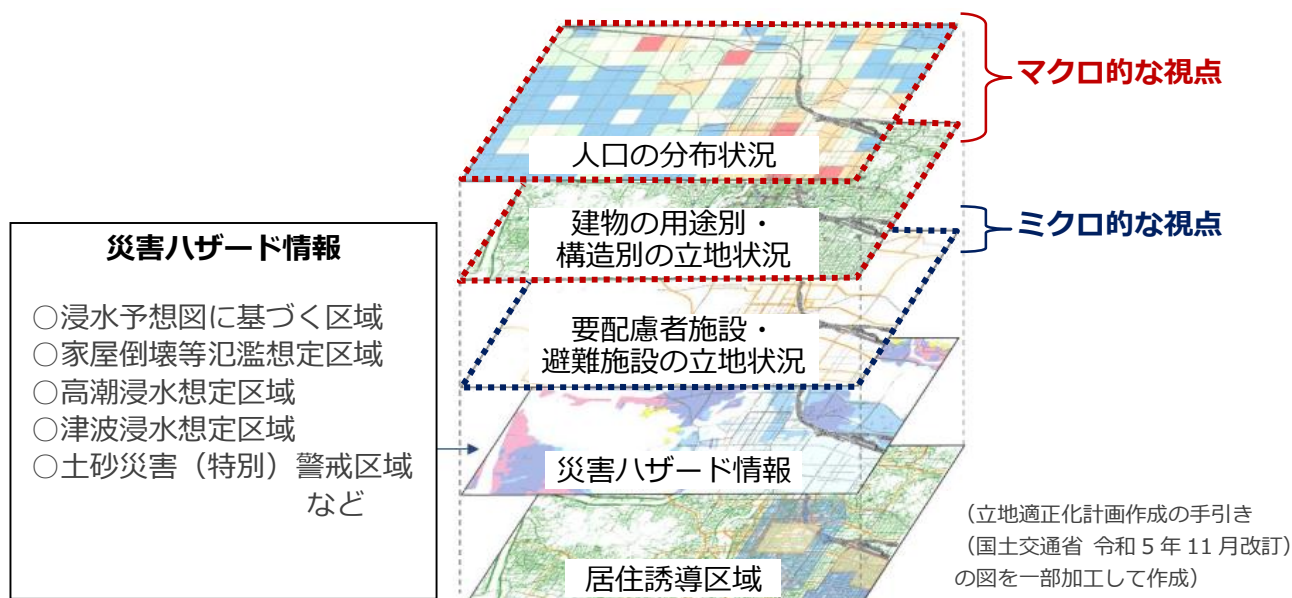 マクロ的な視点
人口の分布状況
建物の用途別・
構造別の立地状況
ミクロ的な視点
要配慮者施設・
避難施設の立地状況
災害ハザード情報
○浸水予想図に基づく区域
○家屋倒壊等氾濫想定区域
○高潮浸水想定区域
○津波浸水想定区域
○土砂災害（特別）警戒区域
など
災害ハザード情報
居住誘導区域
（立地適正化計画作成の手引き
（国土交通省 令和5年11月改訂）
の図を一部加工して作成）